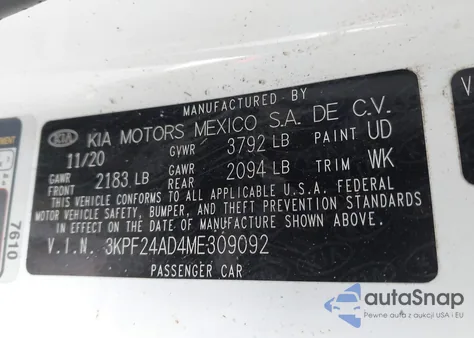 MANUFACTURED BY
KIA KIA MOTORS MEXICO S.A. DE C.V.
11/20 GVWR 3792 LB PAINT UD
GAWR FRONT 2183 LB GAWR REAR 2094 LB TRIM WK
THIS VEHICLE CONFORMS TO ALL APPLICABLE U.S.A. FEDERAL
MOTOR VEHICLE SAFETY, BUMPER, AND THEFT PREVENTION STANDARDS
IN EFFECT ON THE DATE OF MANUFACTURE SHOWN ABOVE.
V.I.N. 3KPF24AD4ME309092
PASSENGER CAR
7610
V
autoSnap
Pewne auta z aukcji USA i EU